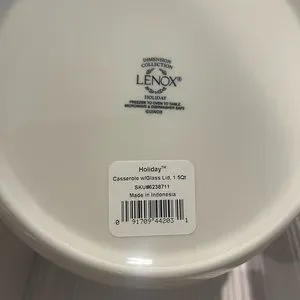 DIMENSION
COLLECTION
LENOX®
HOLIDAY
FREEZER TO OVEN TO TABLE
MICROWAVE & DISHWASHER SAFE
Holiday™
Casserole w/Glass Lid, 1.5Qt
SKU#6238711
Made in Indonesia
0 91709 44203 1